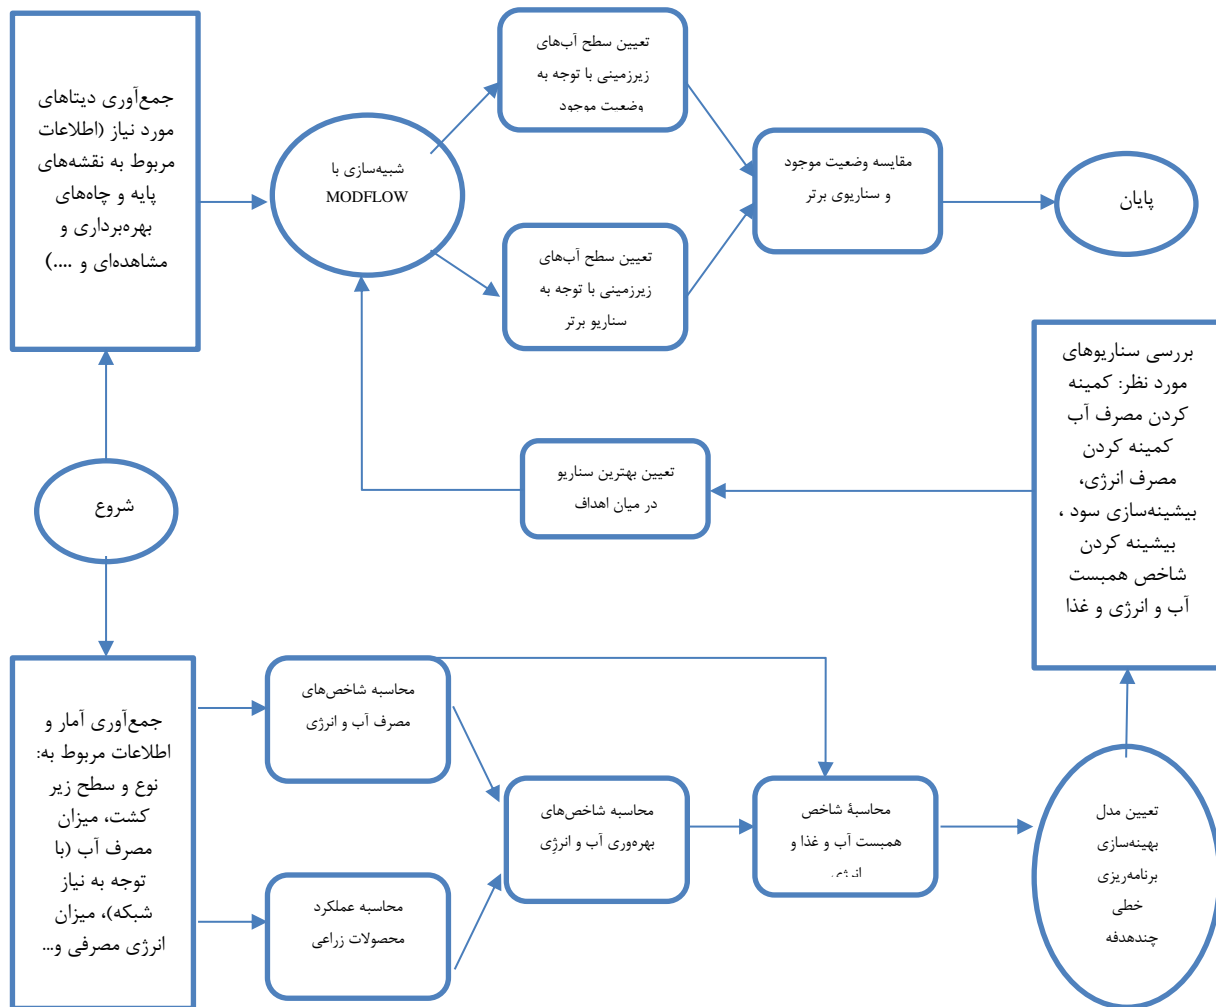 جمع‌آوری دیتاهای
مورد نیاز (اطلاعات
مربوط به نقشه‌های
پایه و چاه‌های
بهره‌برداری و
مشاهده‌ای و ....)
شبیه‌سازی با
MODFLOW
تعیین سطح آب‌های
زیرزمینی با توجه به
وضعیت موجود
تعیین سطح آب‌های
زیرزمینی با توجه به
سناریو برتر
مقایسه وضعیت موجود
و سناریوی برتر
پایان
شروع
تعیین بهترین سناریو
در میان اهداف
بررسی سناریوهای
مورد نظر: کمینه
کردن مصرف آب
کمینه کردن
مصرف انرژی،
بیشینه‌سازی سود ،
بیشینه کردن
شاخص همبست
آب و انرژی و غذا
جمع‌آوری آمار و
اطلاعات مربوط به:
نوع و سطح زیر
کشت، میزان
مصرف آب (با
توجه به نیاز
شبکه)، میزان
انرژی مصرفی و...
محاسبه شاخص‌های
مصرف آب و انرژی
محاسبه عملکرد
محصولات زراعی
محاسبه شاخص‌های
بهره‌وری آب و انرژِی
محاسبۀ شاخص
همبست آب و غذا و
انرژی
تعیین مدل
بهینه‌سازی
برنامه‌ریزی
خطی
چندهدفه